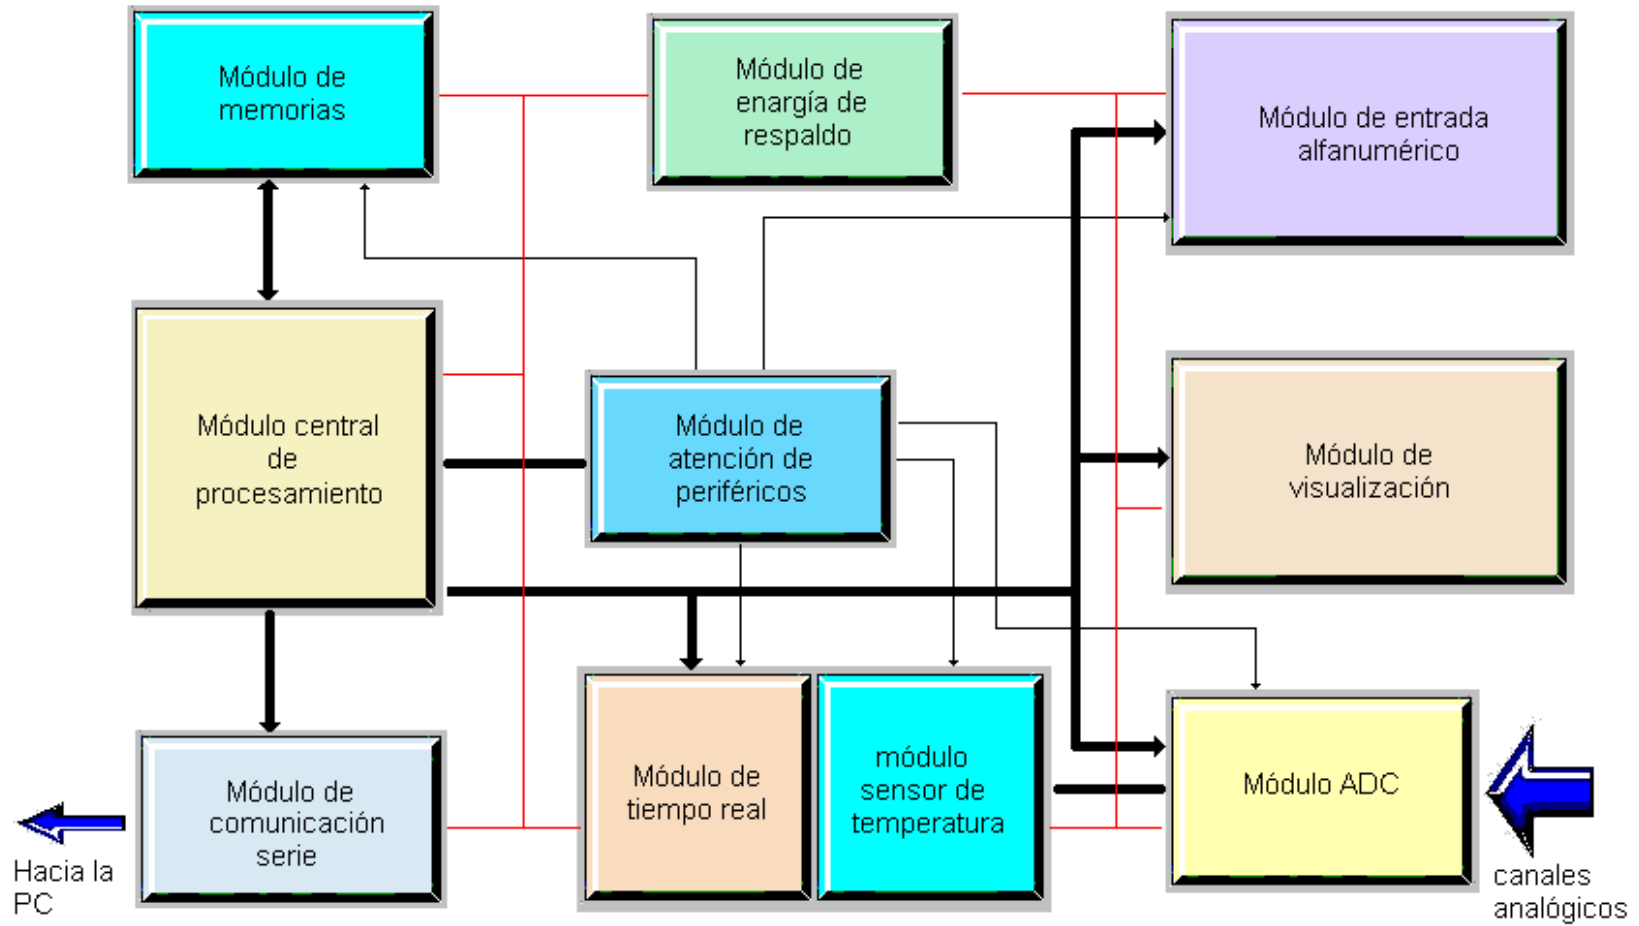 Módulo de
memorias
Módulo de
enargía de
respaldo
Módulo de entrada
alfanumérico
Módulo central
de
procesamiento
Módulo de
atención de
periféricos
Módulo de
visualización
Módulo de
comunicación
serie
Módulo de
tiempo real
módulo
sensor de
temperatura
Módulo ADC
Hacia la
PC
canales
analógicos